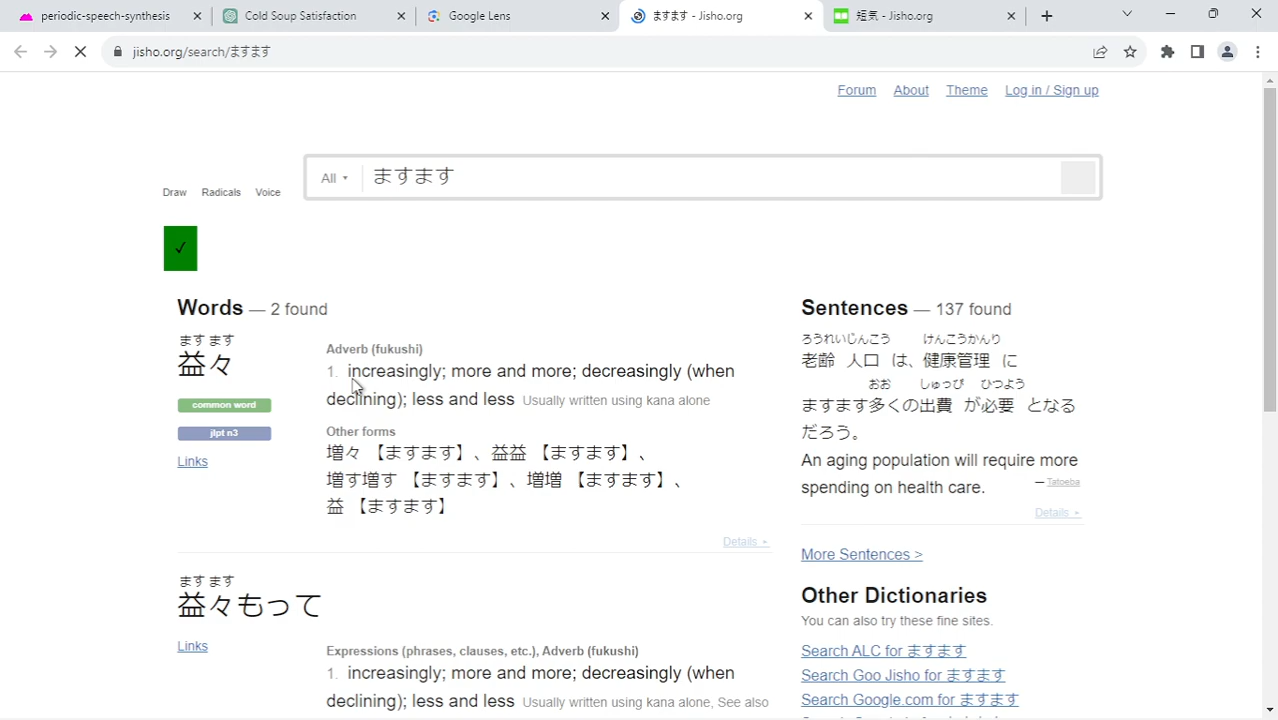 periodic-speech-synthesis
Cold Soup Satisfaction
Google Lens
ますます - Jisho.org
短気 - Jisho.org
jisho.org/search/ますます
Forum About Theme Log in / Sign up
Draw Radicals Voice
All ますます
✓
Words — 2 found
ます ます
益々
common word
jlpt n3
Links
Adverb (fukushi)
1. increasingly; more and more; decreasingly (when
declining); less and less Usually written using kana alone
Other forms
増々 【ますます】、益益 【ますます】、
増す増す 【ますます】、増増 【ますます】、
益 【ますます】
Details ▸
ます ます
益々もって
Links
Expressions (phrases, clauses, etc.), Adverb (fukushi)
1. increasingly; more and more; decreasingly (when
declining); less and less Usually written using kana alone, See also
Sentences — 137 found
ろうれいじんこう けんこうかんり
老齢 人口 は、健康管理 に
おお しゅっぴ ひつよう
ますます多くの出費 が必要 となる
だろう。
An aging population will require more
spending on health care. — Tatoeba
Details ▸
More Sentences >
Other Dictionaries
You can also try these fine sites.
Search ALC for ますます
Search Goo Jisho for ますます
Search Google.com for ますます